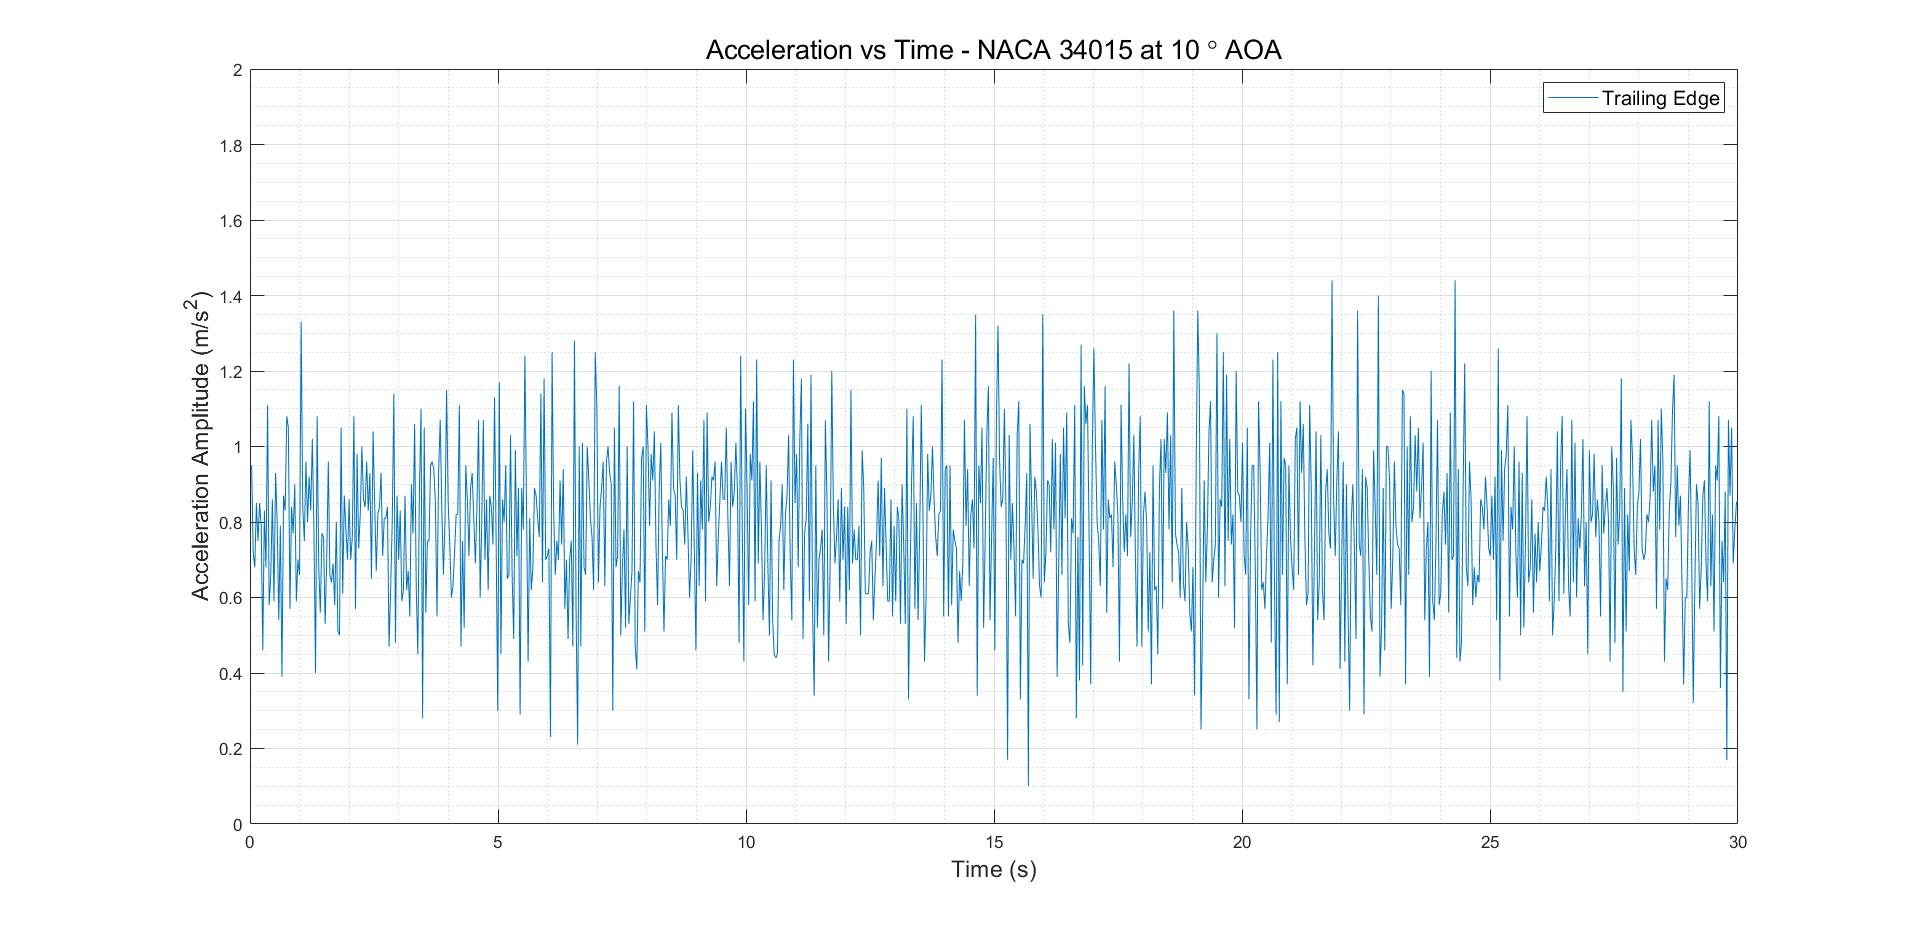 Acceleration vs Time - NACA 34015 at 10 ° AOA
Trailing Edge
Acceleration Amplitude (m/s²)
2
1.8
1.6
1.4
1.2
1
0.8
0.6
0.4
0.2
0
0 5 10 15 20 25 30
Time (s)